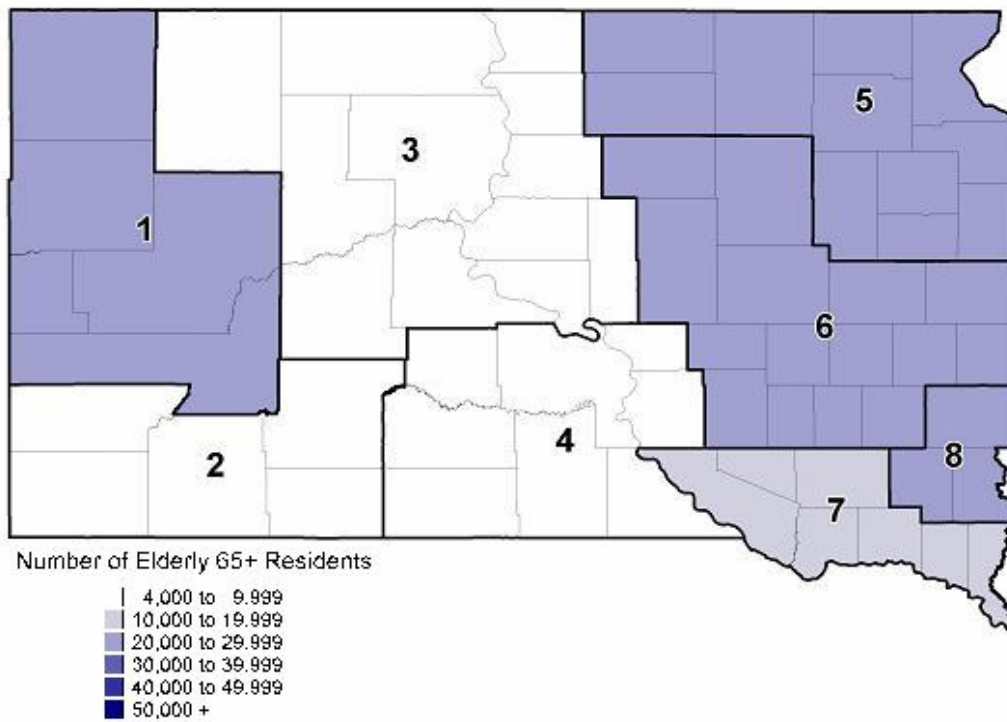 5
3
1
6
2
4
8
7
Number of Elderly 65+ Residents
4,000 to 9.999
10,000 to 19.999
20,000 to 29.999
30,000 to 39.999
40,000 to 49.999
50,000 +